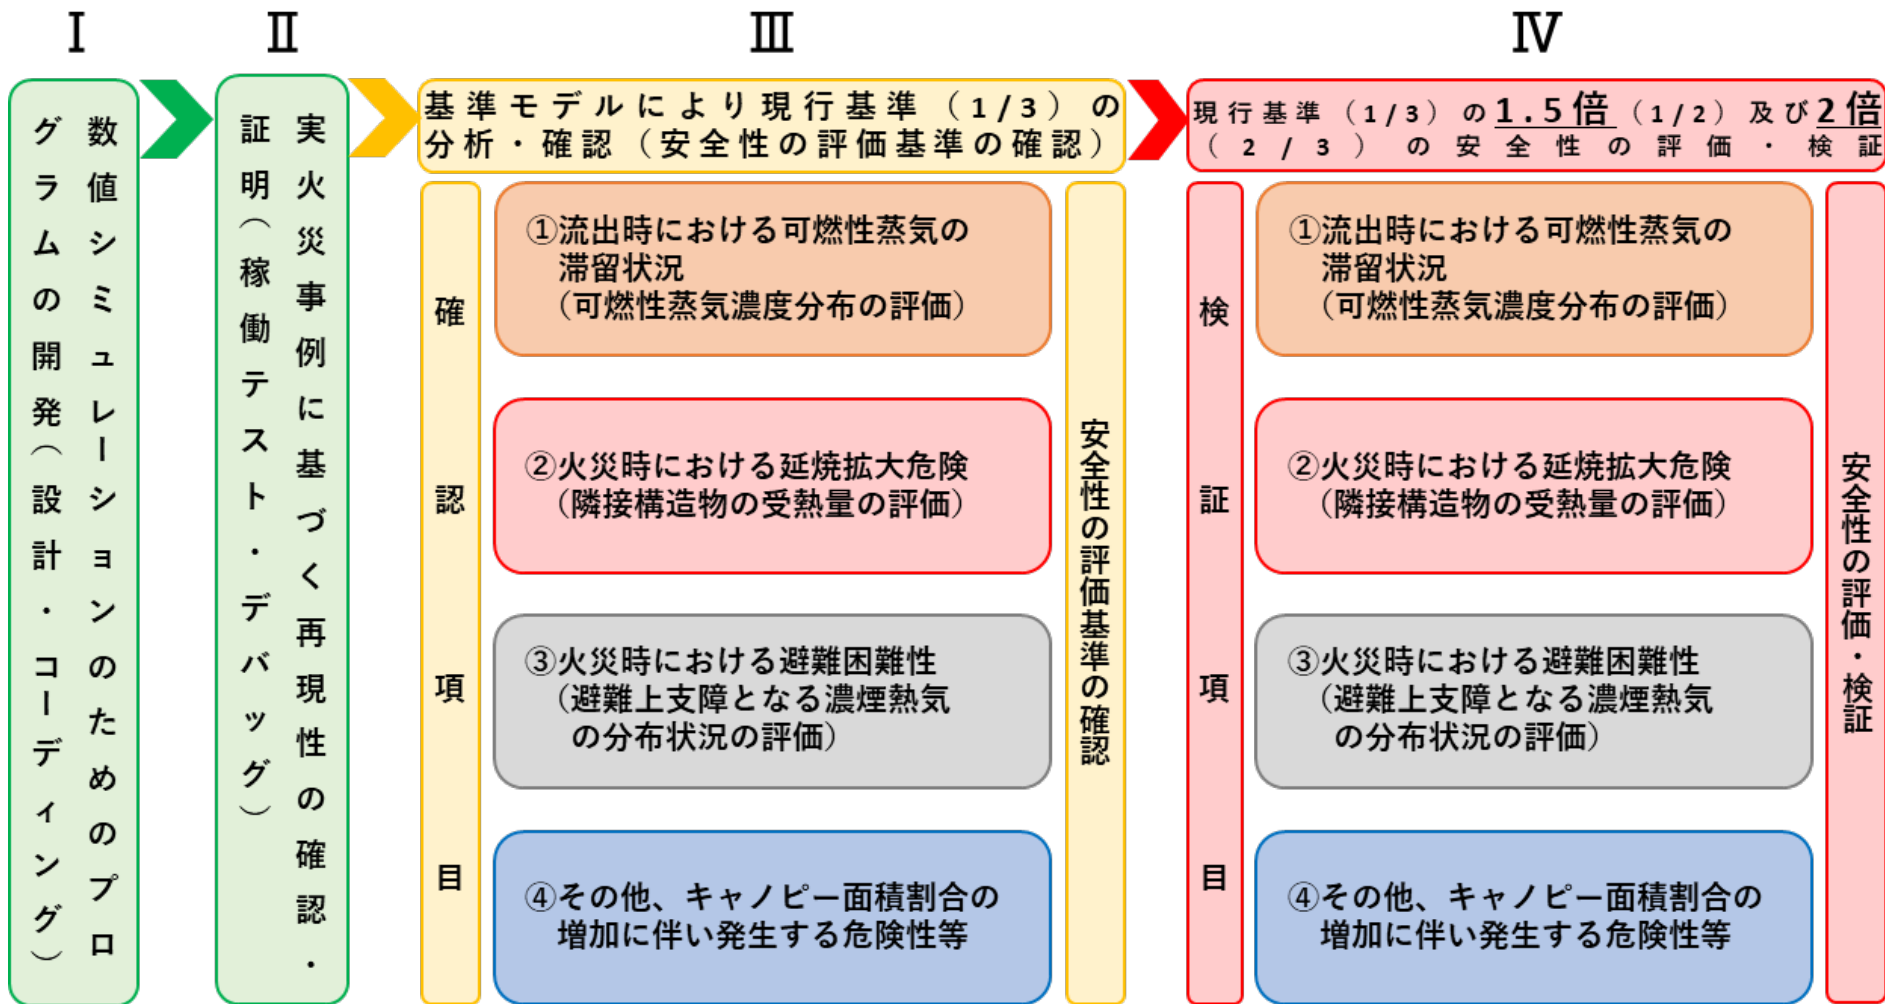 Ⅰ
数値シミュレーションのためのプロ
グラムの開発（設計・コーディング）
Ⅱ
実火災事例に基づく再現性の確認・
証明（稼働テスト・デバッグ）
Ⅲ
基準モデルにより現行基準（1/3）の
分析・確認（安全性の評価基準の確認）
確認項目
①流出時における可燃性蒸気の
滞留状況
（可燃性蒸気濃度分布の評価）
②火災時における延焼拡大危険
（隣接構造物の受熱量の評価）
③火災時における避難困難性
（避難上支障となる濃煙熱気
の分布状況の評価）
④その他、キャノピー面積割合の
増加に伴い発生する危険性等
安全性の評価基準の確認
Ⅳ
現行基準（1/3）の1.5倍（1/2）及び2倍
（2/3）の安全性の評価・検証
検証項目
①流出時における可燃性蒸気の
滞留状況
（可燃性蒸気濃度分布の評価）
②火災時における延焼拡大危険
（隣接構造物の受熱量の評価）
③火災時における避難困難性
（避難上支障となる濃煙熱気
の分布状況の評価）
④その他、キャノピー面積割合の
増加に伴い発生する危険性等
安全性の評価・検証